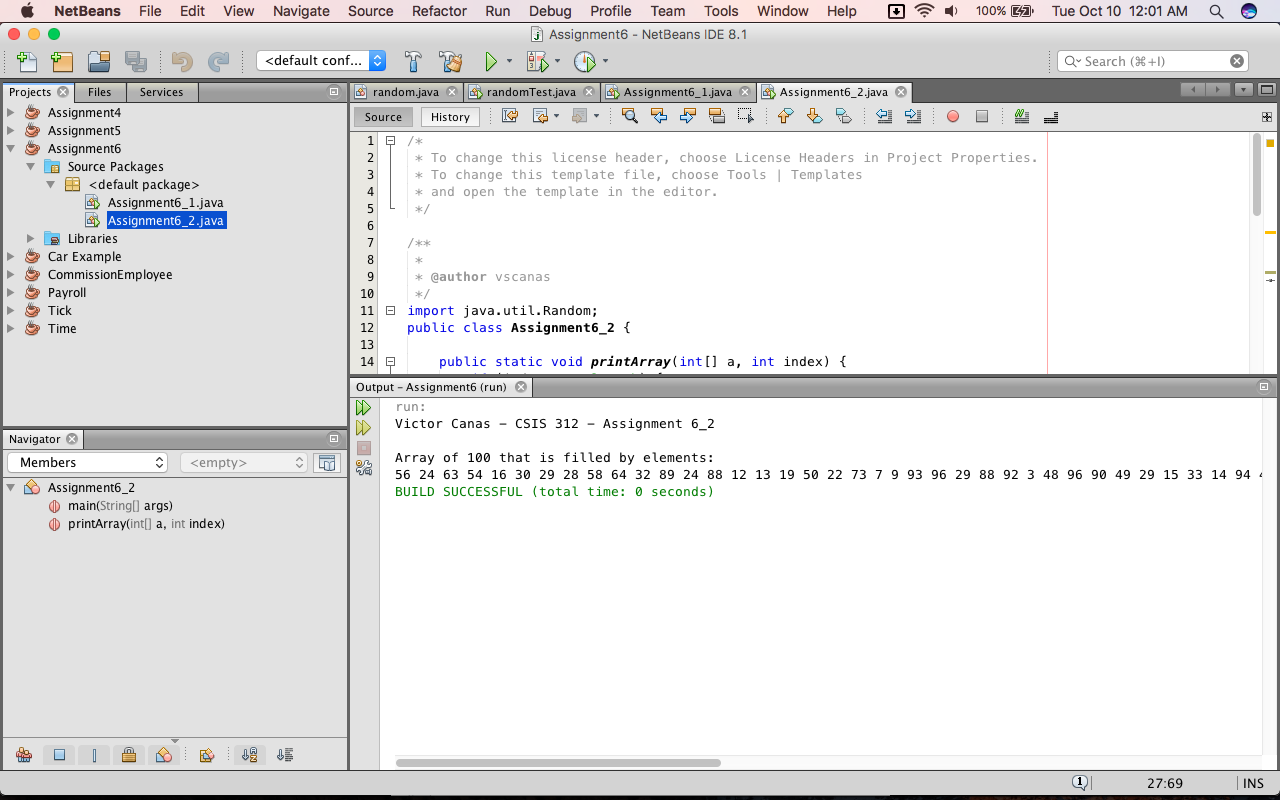 NetBeans File Edit View Navigate Source Refactor Run Debug Profile Team Tools Window Help 100% Tue Oct 10 12:01 AM
Assignment6 - NetBeans IDE 8.1
<default conf... Search (⌘+I)
Projects Files Services
Assignment4
Assignment5
Assignment6
Source Packages
<default package>
Assignment6_1.java
Assignment6_2.java
Libraries
Car Example
CommissionEmployee
Payroll
Tick
Time
random.java randomTest.java Assignment6_1.java Assignment6_2.java
Source History
1 /*
2 * To change this license header, choose License Headers in Project Properties.
3 * To change this template file, choose Tools | Templates
4 * and open the template in the editor.
5 */
6
7 /**
8 *
9 * @author vscanas
10 */
11 import java.util.Random;
12 public class Assignment6_2 {
13
14 public static void printArray(int[] a, int index) {
Navigator
Members <empty>
Assignment6_2
main(String[] args)
printArray(int[] a, int index)
Output - Assignment6 (run)
run:
Victor Canas - CSIS 312 - Assignment 6_2
Array of 100 that is filled by elements:
56 24 63 54 16 30 29 28 58 64 32 89 24 88 12 13 19 50 22 73 7 9 93 96 29 88 92 3 48 96 90 49 29 15 33 14 94
BUILD SUCCESSFUL (total time: 0 seconds)
1 27:69 INS